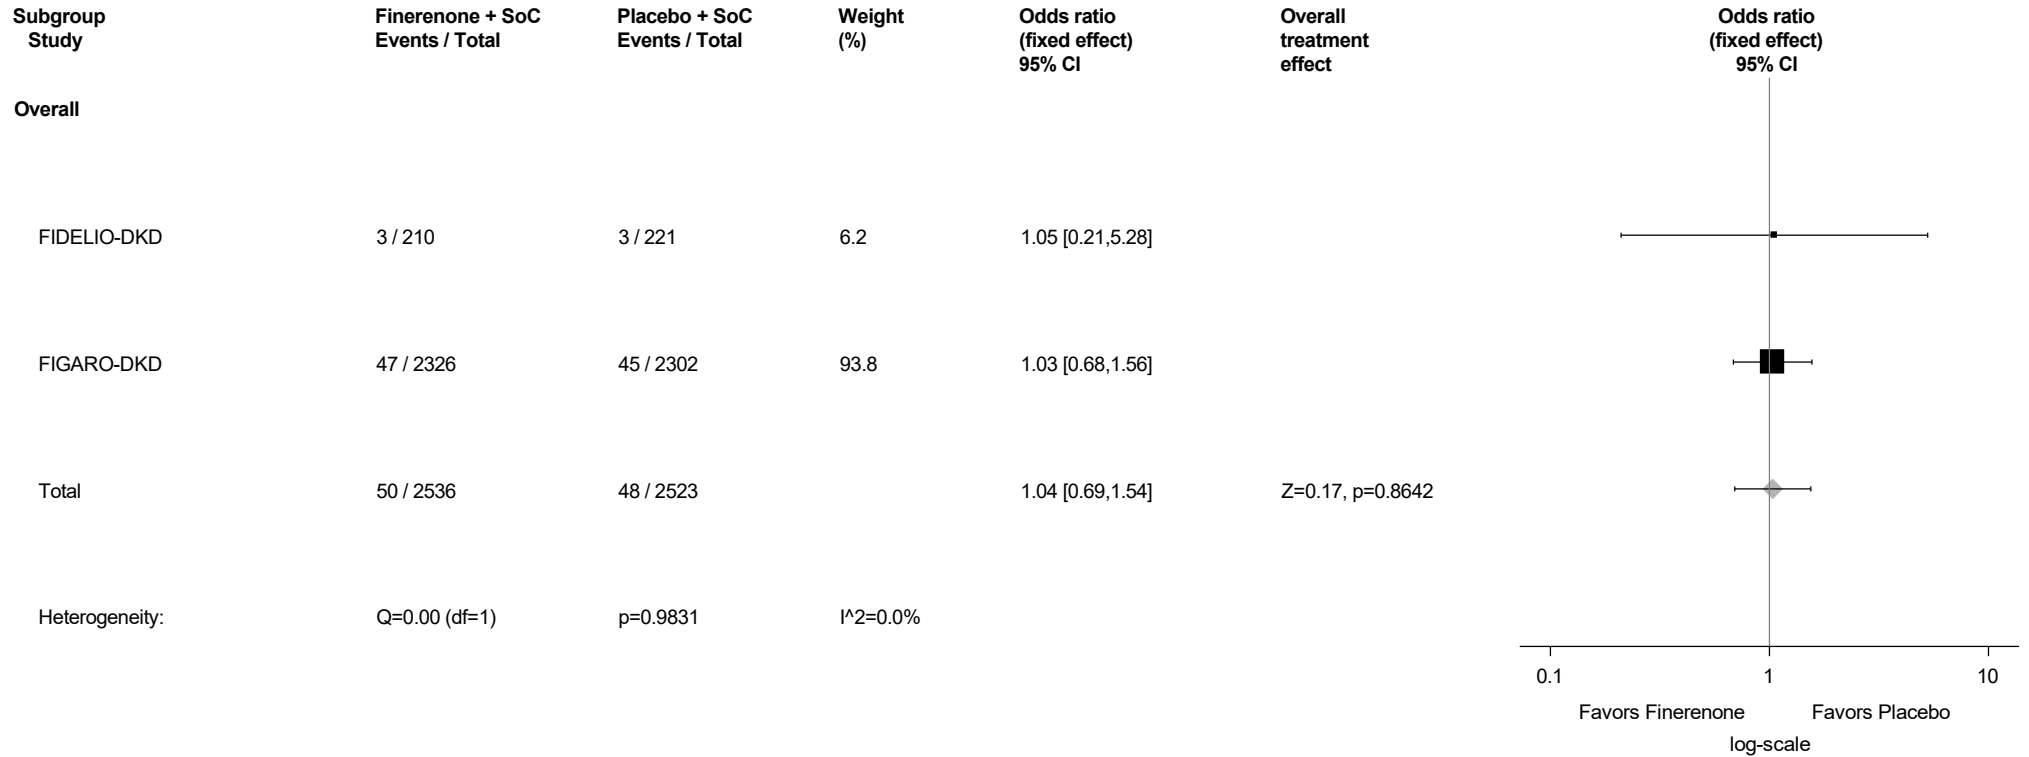 Subgroup Finerenone + SoC Placebo + SoC Weight Odds ratio Overall Odds ratio
Study Events / Total Events / Total (%) (fixed effect) treatment (fixed effect)
95% CI effect 95% CI
Overall
FIDELIO-DKD 3 / 210 3 / 221 6.2 1.05 [0.21,5.28]
FIGARO-DKD 47 / 2326 45 / 2302 93.8 1.03 [0.68,1.56]
Total 50 / 2536 48 / 2523 1.04 [0.69,1.54] Z=0.17, p=0.8642
Heterogeneity: Q=0.00 (df=1) p=0.9831 I^2=0.0%
0.1 1 10
Favors Finerenone Favors Placebo
log-scale